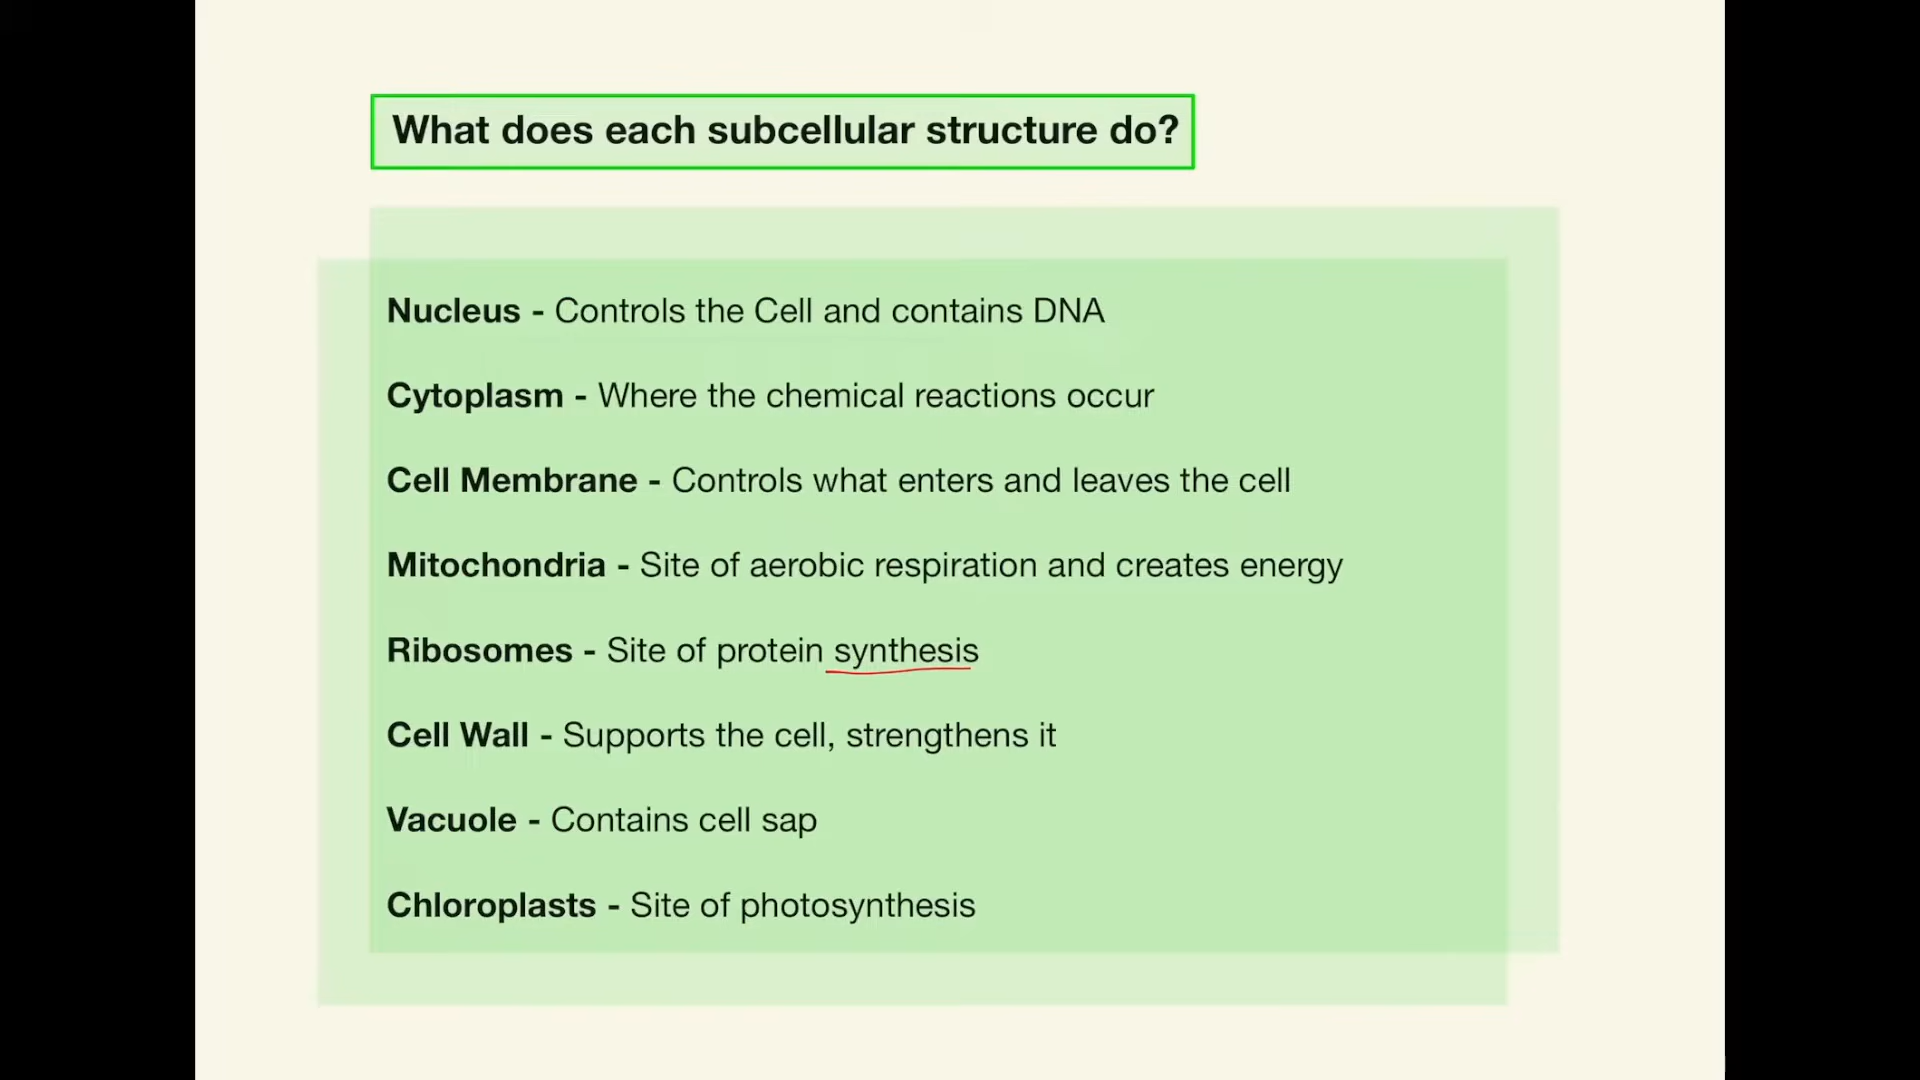 What does each subcellular structure do?
Nucleus - Controls the Cell and contains DNA
Cytoplasm - Where the chemical reactions occur
Cell Membrane - Controls what enters and leaves the cell
Mitochondria - Site of aerobic respiration and creates energy
Ribosomes - Site of protein synthesis
Cell Wall - Supports the cell, strengthens it
Vacuole - Contains cell sap
Chloroplasts - Site of photosynthesis